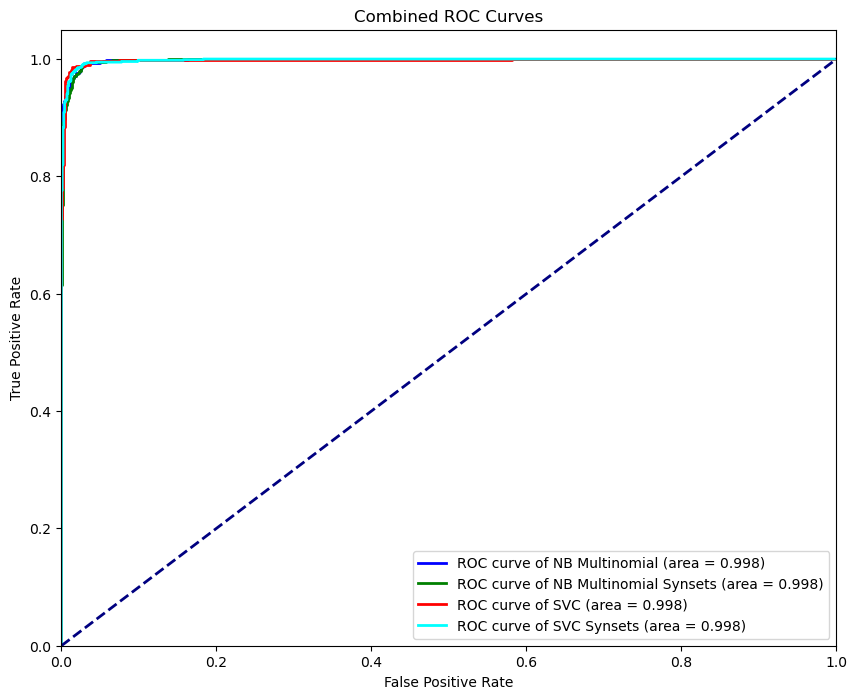 Combined ROC Curves
True Positive Rate
1.0
0.8
0.6
0.4
0.2
0.0
ROC curve of NB Multinomial (area = 0.998)
ROC curve of NB Multinomial Synsets (area = 0.998)
ROC curve of SVC (area = 0.998)
ROC curve of SVC Synsets (area = 0.998)
0.0 0.2 0.4 0.6 0.8 1.0
False Positive Rate